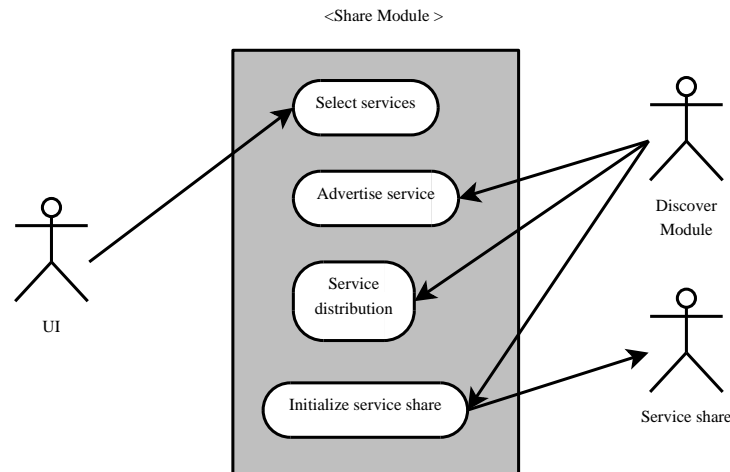 <Share Module >
Select services
Advertise service
Service
distribution
Initialize service share
UI
Discover
Module
Service share